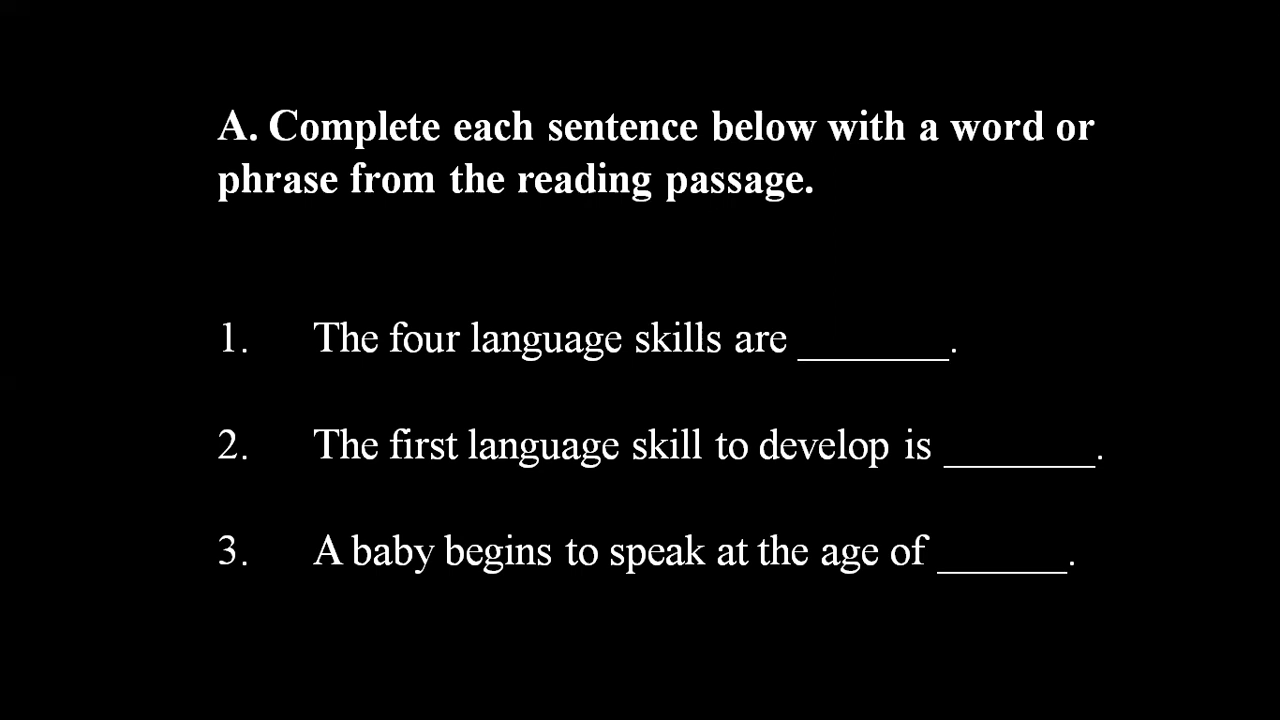 A. Complete each sentence below with a word or
phrase from the reading passage.
1. The four language skills are _______.
2. The first language skill to develop is _______.
3. A baby begins to speak at the age of ______.